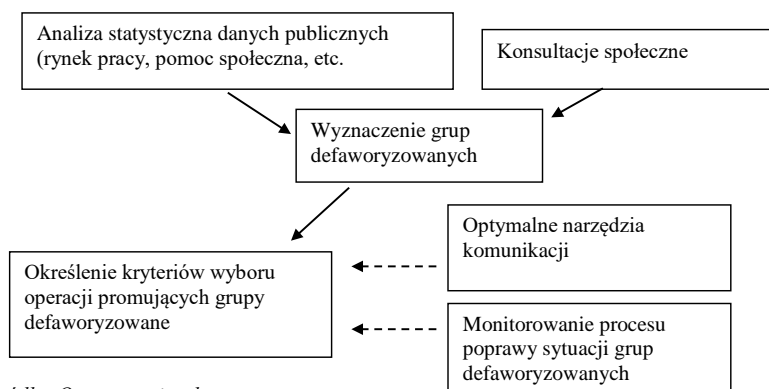 Analiza statystyczna danych publicznych
(rynek pracy, pomoc społeczna, etc.
Konsultacje społeczne
Wyznaczenie grup
defaworyzowanych
Optymalne narzędzia
komunikacji
Określenie kryteriów wyboru
operacji promujących grupy
defaworyzowane
Monitorowanie procesu
poprawy sytuacji grup
defaworyzowanych